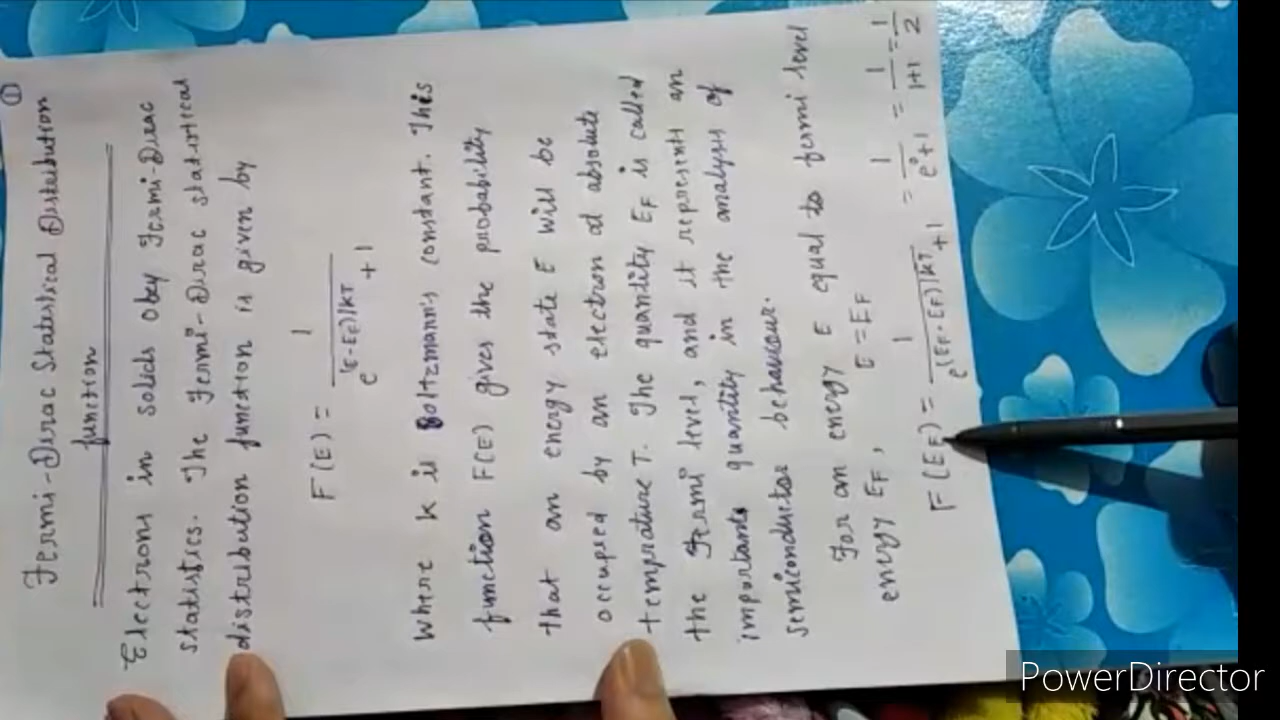 ①
Fermi-Dirac Statistical Distribution
function
Electrons in solids obey Fermi-Dirac
statistics. The Fermi-Dirac statistical
distribution function is given by
F(E) = 1 / e^(E-EF)/KT + 1
Where K is Boltzmann's constant. This
function F(E) gives the probability
that an energy state E will be
occupied by an electron at absolute
temprature T. The quantity EF is called
the Fermi level, and it represents an
important quantity in the analysis of
semiconductor behaviour.
For an energy E equal to fermi level
energy EF, E = EF
F(EF) = 1 / e^(EF-EF)/KT + 1 = 1 / e^0+1 = 1 / 1+1 = 1 / 2
PowerDirector